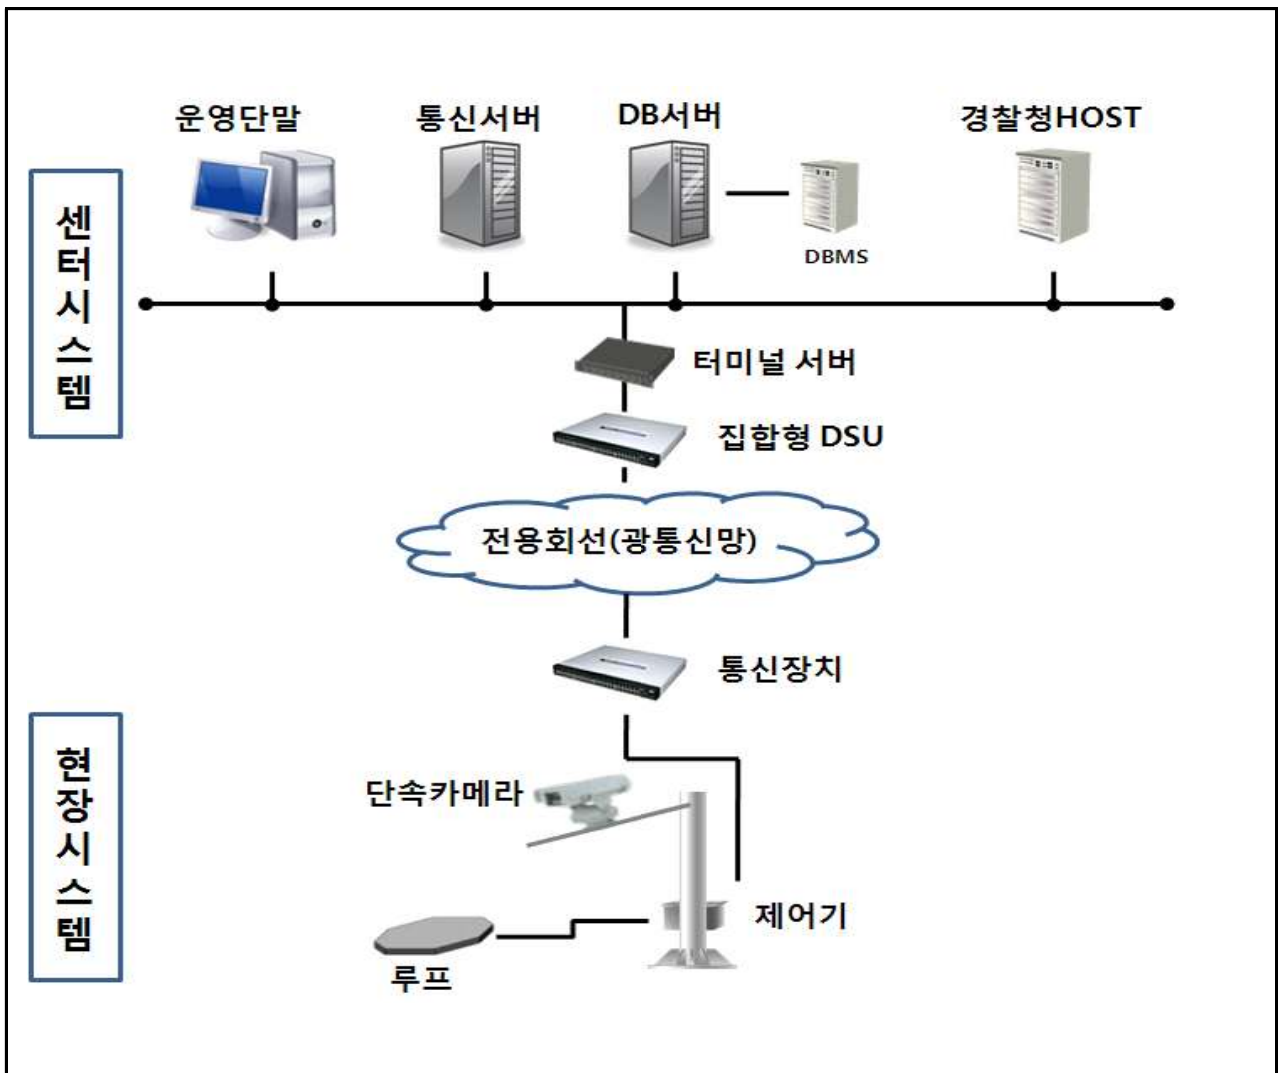 운영단말
통신서버
DB서버
경찰청HOST
DBMS
센터시스템
터미널 서버
집합형 DSU
전용회선(광통신망)
통신장치
현장시스템
단속카메라
제어기
루프